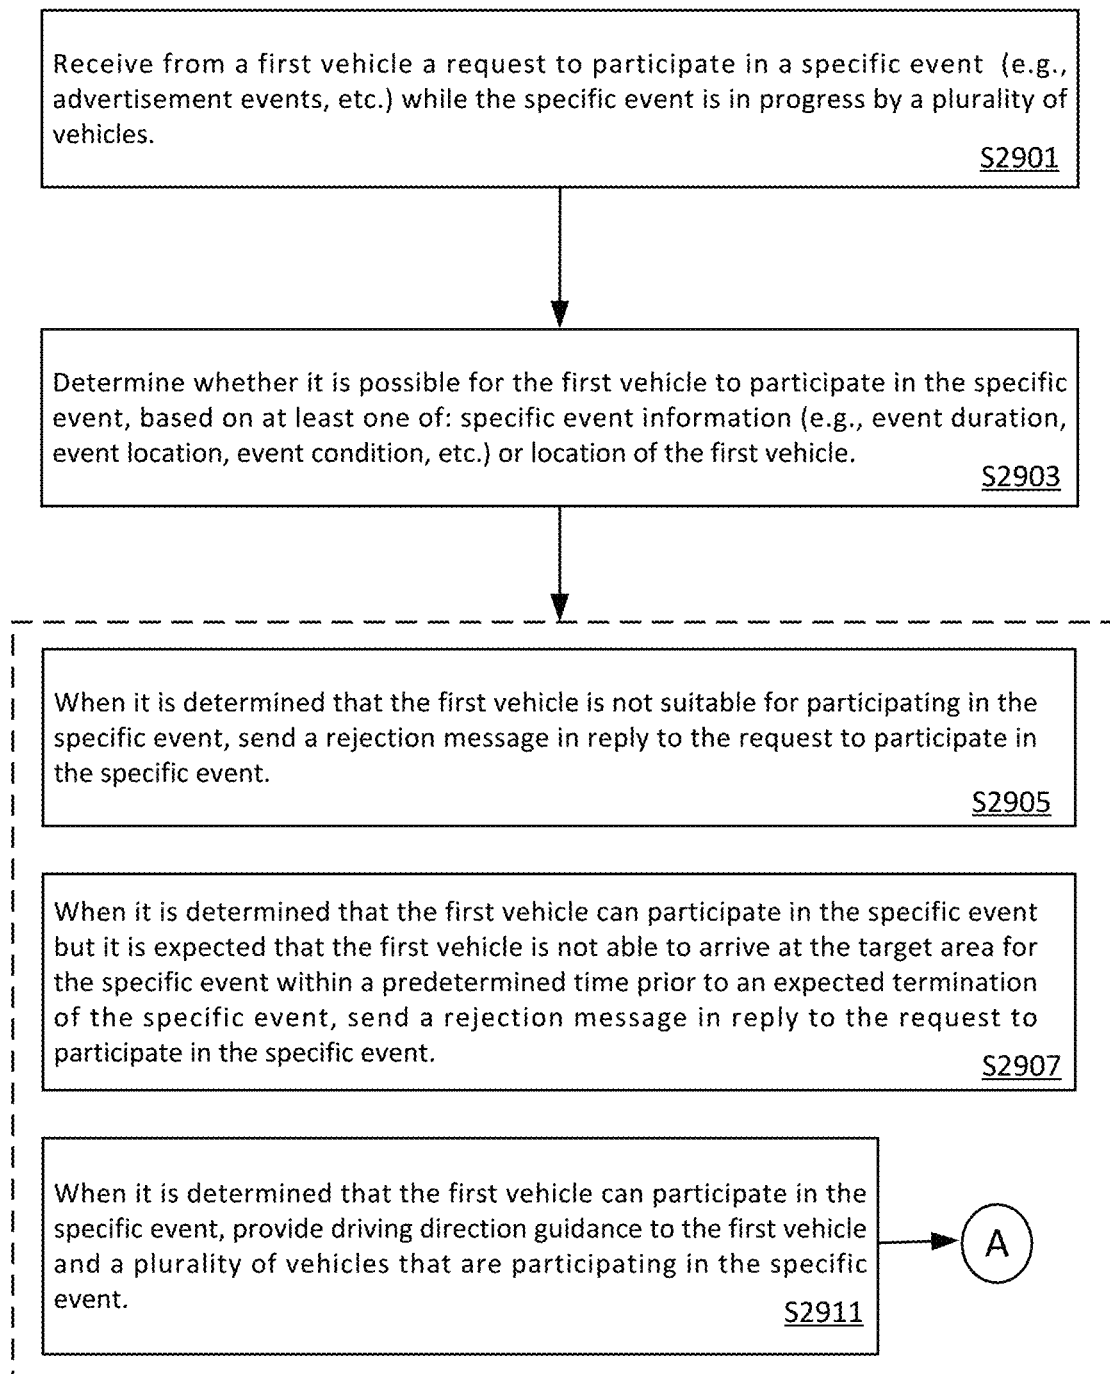 Receive from a first vehicle a request to participate in a specific event (e.g.,
advertisement events, etc.) while the specific event is in progress by a plurality of
vehicles.
S2901
Determine whether it is possible for the first vehicle to participate in the specific
event, based on at least one of: specific event information (e.g., event duration,
event location, event condition, etc.) or location of the first vehicle.
S2903
When it is determined that the first vehicle is not suitable for participating in the
specific event, send a rejection message in reply to the request to participate in
the specific event.
S2905
When it is determined that the first vehicle can participate in the specific event
but it is expected that the first vehicle is not able to arrive at the target area for
the specific event within a predetermined time prior to an expected termination
of the specific event, send a rejection message in reply to the request to
participate in the specific event.
S2907
When it is determined that the first vehicle can participate in the
specific event, provide driving direction guidance to the first vehicle
and a plurality of vehicles that are participating in the specific
event.
S2911
A